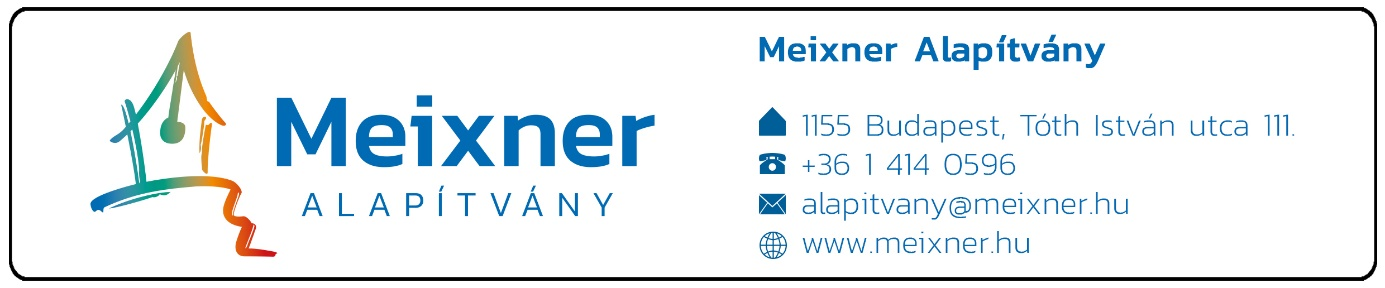 Meixner
ALAPÍTVÁNY
Meixner Alapítvány
1155 Budapest, Tóth István utca 111.
+36 1 414 0596
alapitvany@meixner.hu
www.meixner.hu